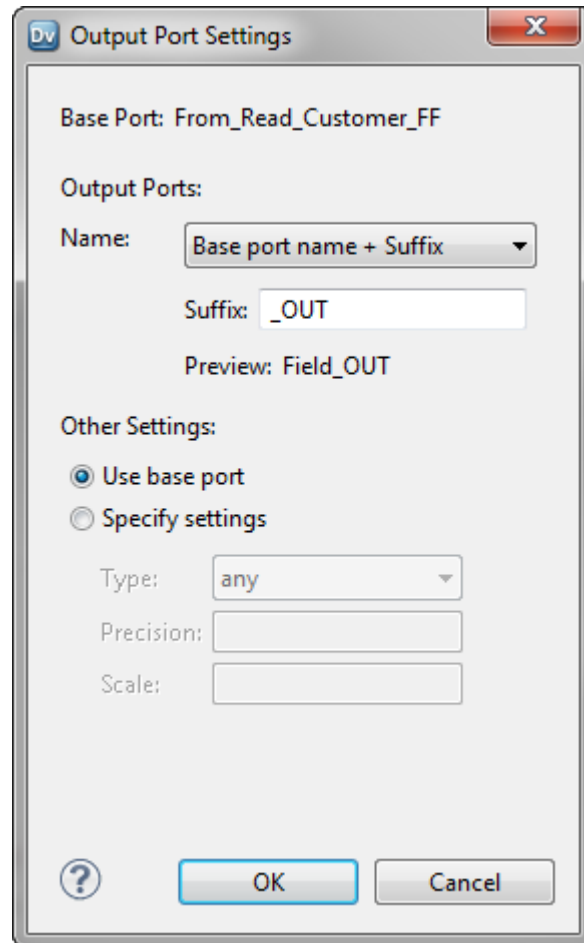 Dv Output Port Settings
Base Port: From_Read_Customer_FF
Output Ports:
Name: Base port name + Suffix
Suffix: _OUT
Preview: Field_OUT
Other Settings:
Use base port
Specify settings
Type: any
Precision:
Scale:
? OK Cancel